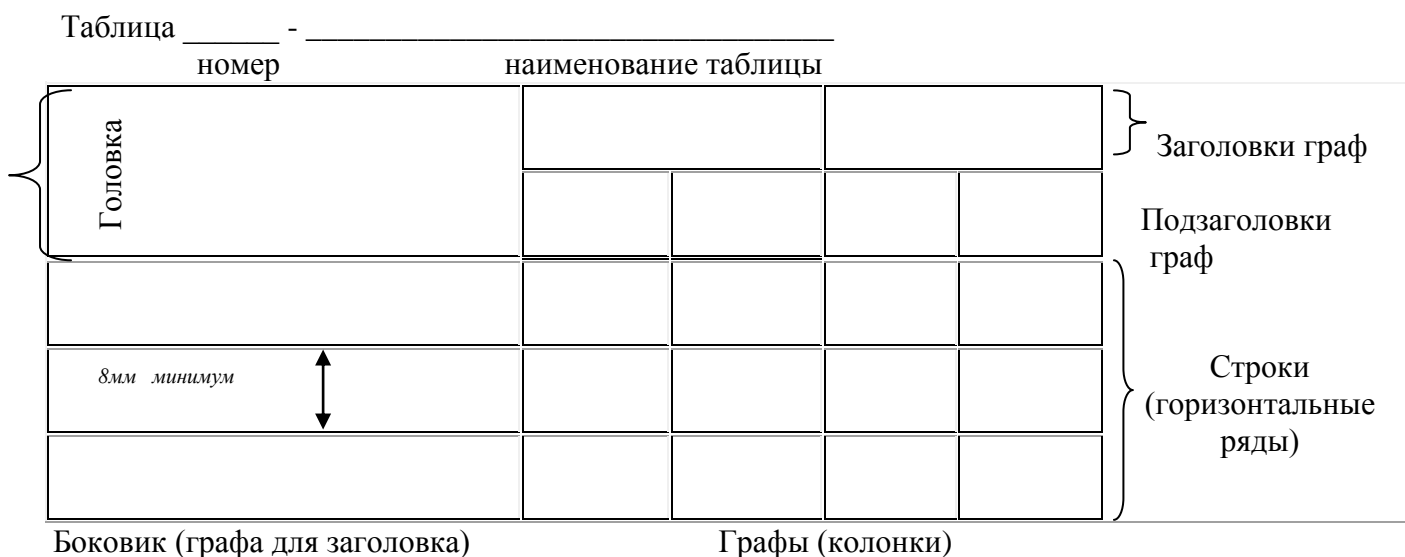 Таблица ______ - _________________________________
номер наименование таблицы
Головка
Заголовки граф
Подзаголовки
граф
8мм минимум
Строки
(горизонтальные
ряды)
Боковик (графа для заголовка) Графы (колонки)